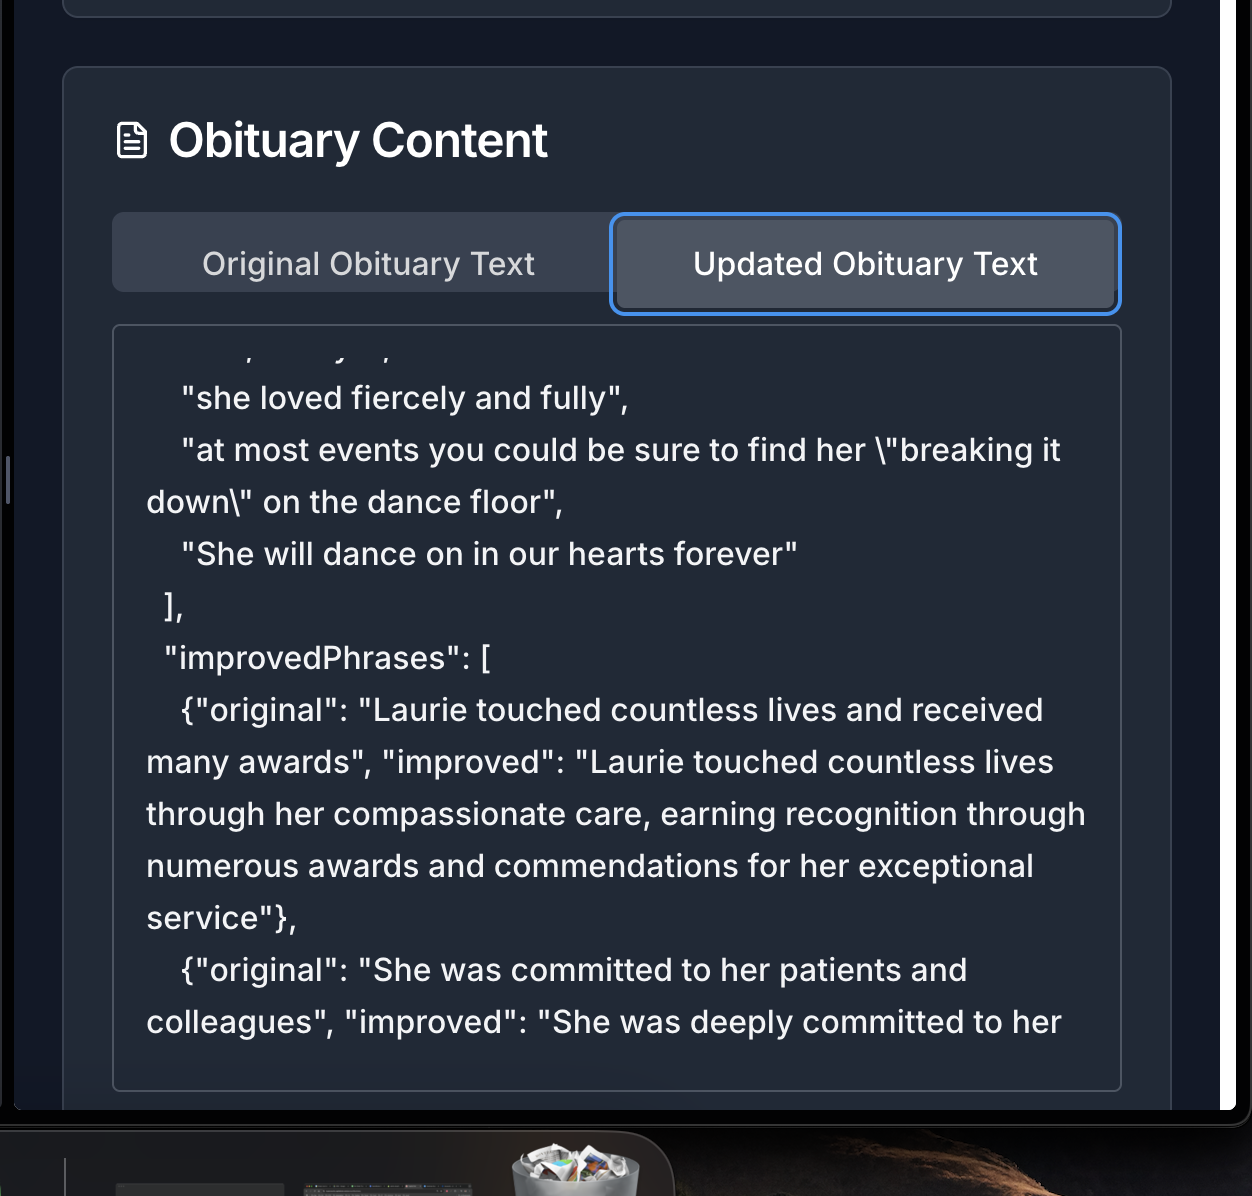 Obituary Content
Original Obituary Text
Updated Obituary Text
"she loved fiercely and fully",
"at most events you could be sure to find her \"breaking it
down\" on the dance floor",
"She will dance on in our hearts forever"
],
"improvedPhrases": [
{"original": "Laurie touched countless lives and received
many awards", "improved": "Laurie touched countless lives
through her compassionate care, earning recognition through
numerous awards and commendations for her exceptional
service"},
{"original": "She was committed to her patients and
colleagues", "improved": "She was deeply committed to her